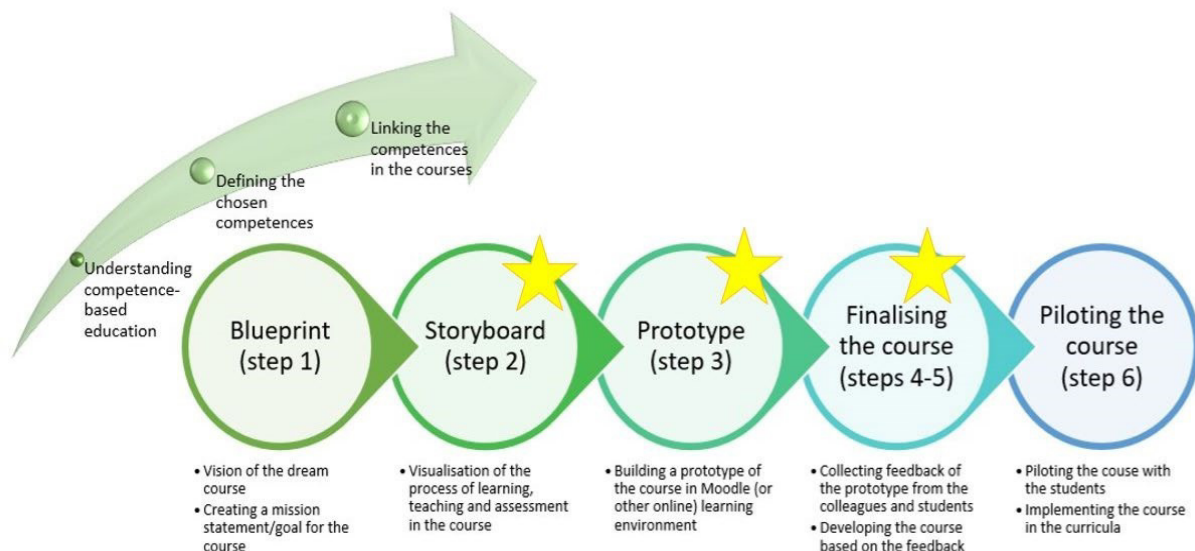 Linking the
competences
in the courses
Defining the
chosen
competences
Understanding
competence-
based
education
Blueprint
(step 1)
Storyboard
(step 2)
Prototype
(step 3)
Finalising
the course
(steps 4-5)
Piloting the
course
(step 6)
• Vision of the dream
course
• Creating a mission
statement/goal for the
course
• Visualisation of the
process of learning,
teaching and assessment
in the course
• Building a prototype of
the course in Moodle (or
other online) learning
environment
• Collecting feedback of
the prototype from the
colleagues and students
• Developing the course
based on the feedback
• Piloting the couse with
the students
• Implementing the course
in the curricula